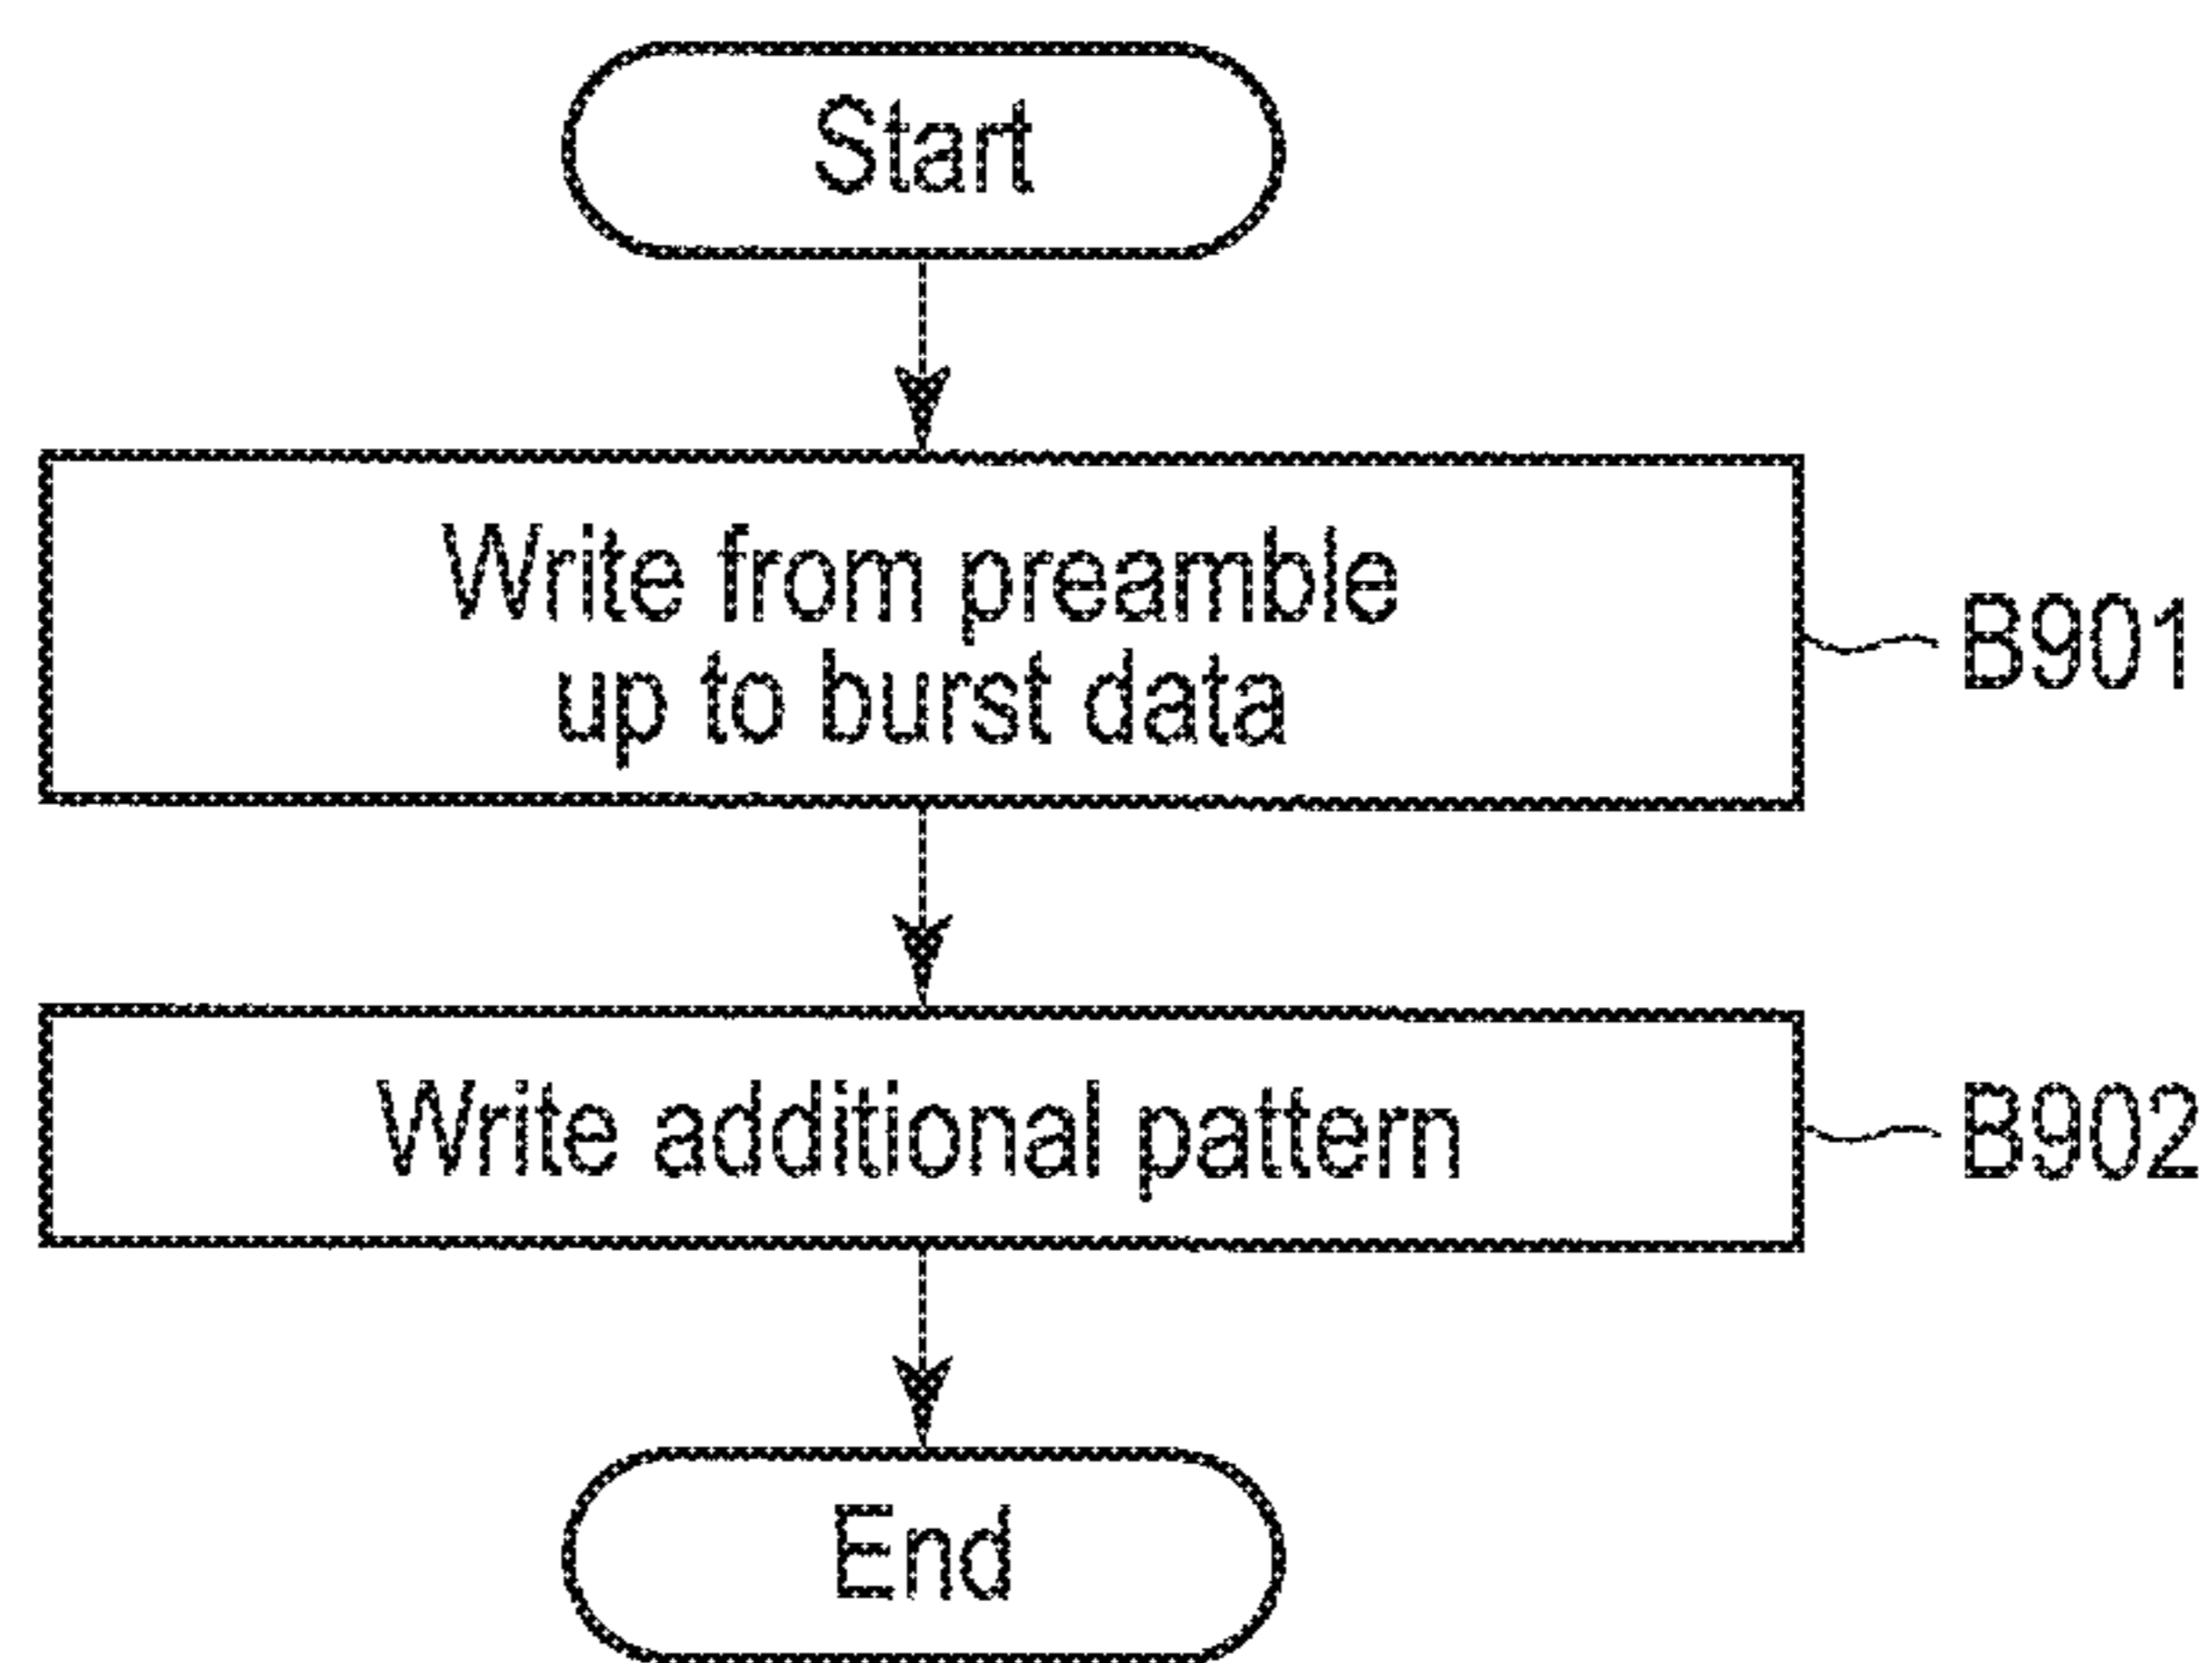 Start
Write from preamble
up to burst data
B901
Write additional pattern
B902
End